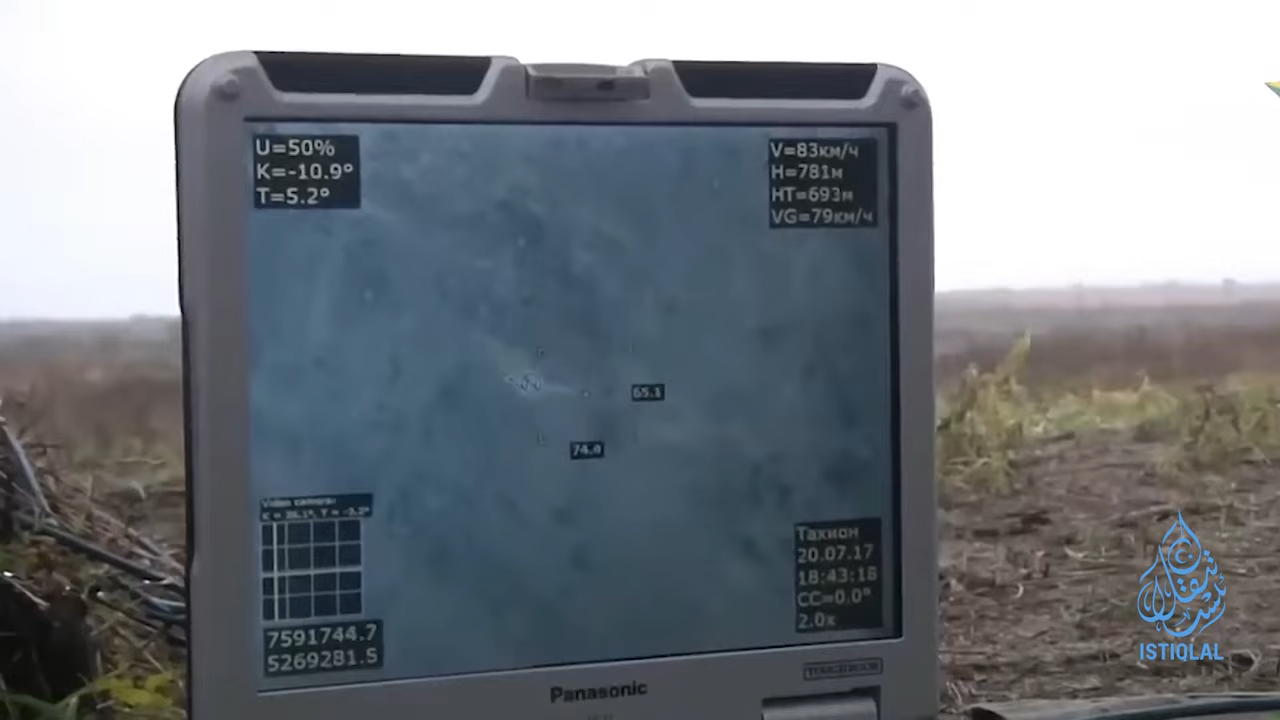 U=50%
K=-10.9°
T=5.2°
V=83км/ч
H=781м
HT=693м
VG=79км/ч
65.1
74.0
Video camera:
7591744.7
5269281.5
Тахион
20.07.17
18:43:18
CC=0.0°
2.0x
Panasonic
TOUGHBOOK
ISTIQLAL